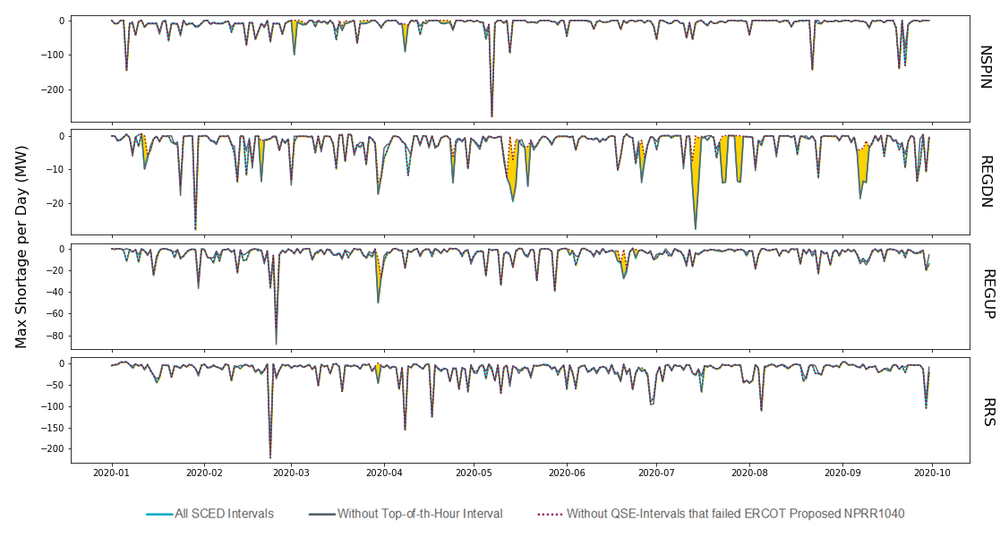 Max Shortage per Day (MW)
0
−100
−200
NSPIN
0
−10
−20
REGDN
0
−20
−40
−60
−80
REGUP
0
−50
−100
−150
−200
RRS
2020-01 2020-02 2020-03 2020-04 2020-05 2020-06 2020-07 2020-08 2020-09 2020-10
All SCED Intervals Without Top-of-th-Hour Interval Without QSE-Intervals that failed ERCOT Proposed NPRR1040